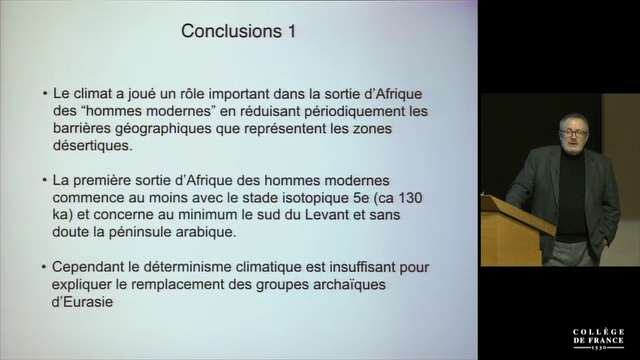 Conclusions 1
• Le climat a joué un rôle important dans la sortie d'Afrique
des "hommes modernes" en réduisant périodiquement les
barrières géographiques que représentent les zones
désertiques.
• La première sortie d'Afrique des hommes modernes
commence au moins avec le stade isotopique 5e (ca 130
ka) et concerne au minimum le sud du Levant et sans
doute la péninsule arabique.
• Cependant le déterminisme climatique est insuffisant pour
expliquer le remplacement des groupes archaïques
d'Eurasie
COLLÈGE
DE FRANCE
1530